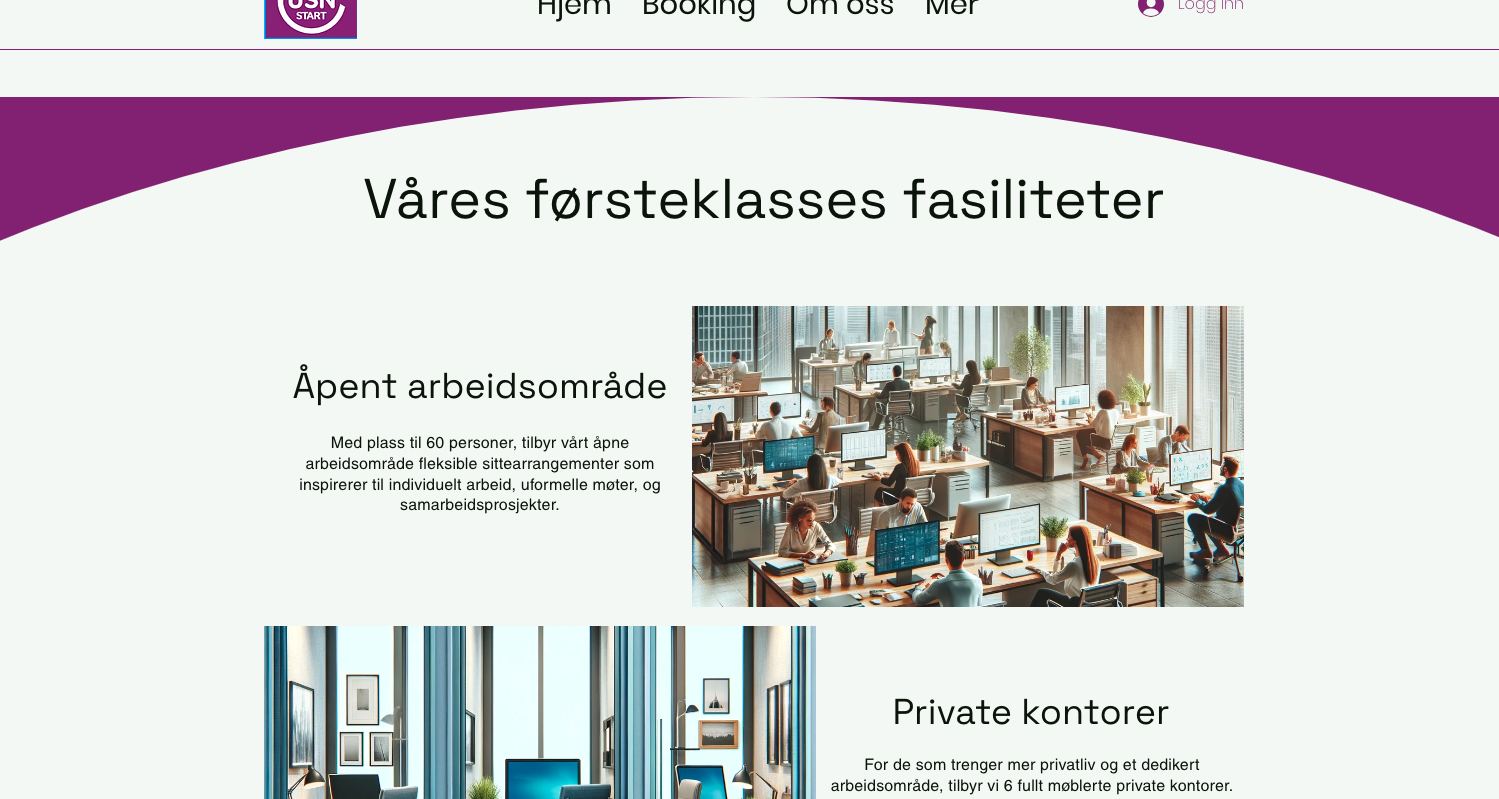 USN
START
Hjem Booking Om oss Mer
Logg Inn
Våres førsteklasses fasiliteter
Åpent arbeidsområde
Med plass til 60 personer, tilbyr vårt åpne
arbeidsområde fleksible sittearrangementer som
inspirerer til individuelt arbeid, uformelle møter, og
samarbeidsprosjekter.
Private kontorer
For de som trenger mer privatliv og et dedikert
arbeidsområde, tilbyr vi 6 fullt møblerte private kontorer.